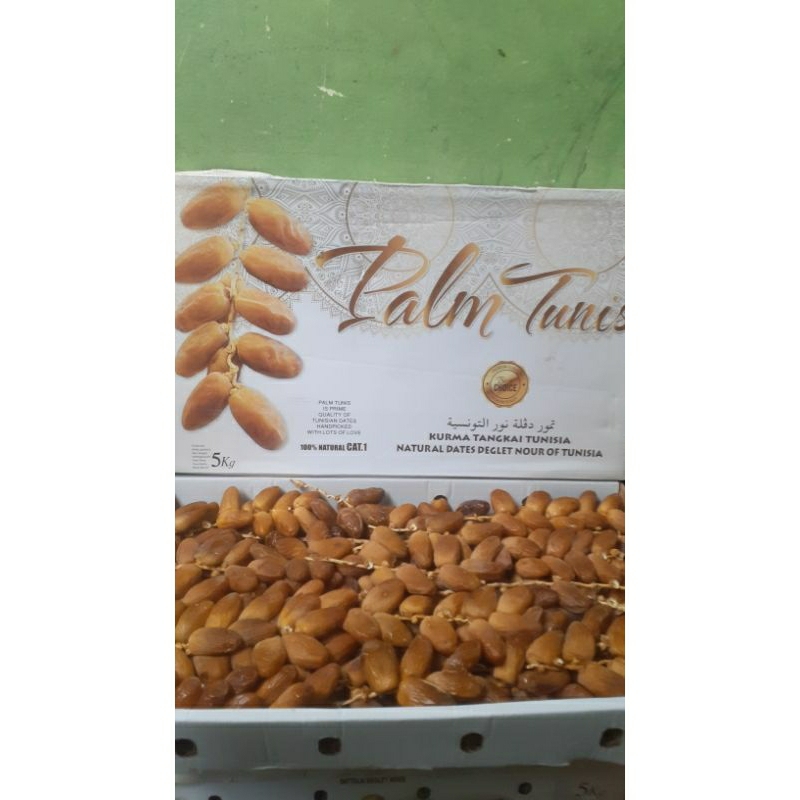 Palm Tunis
CHOICE
PALM TUNIS
IS PRIME
QUALITY OF
TUNISIAN DATES
HANDPICKED
WITH LOTS OF LOVE
100% NATURAL CAT.1
5Kg
تمور دقلة نور التونسية
KURMA TANGKAI TUNISIA
NATURAL DATES DEGLET NOUR OF TUNISIA
5Kg